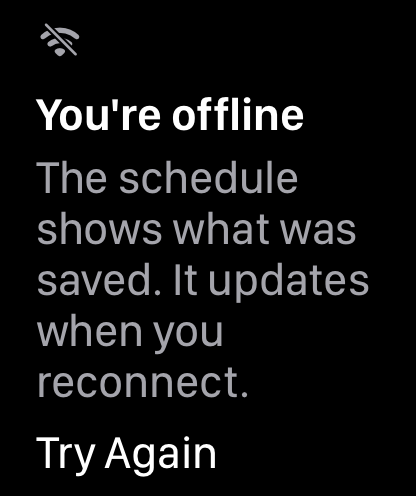 You're offline
The schedule
shows what was
saved. It updates
when you
reconnect.
Try Again